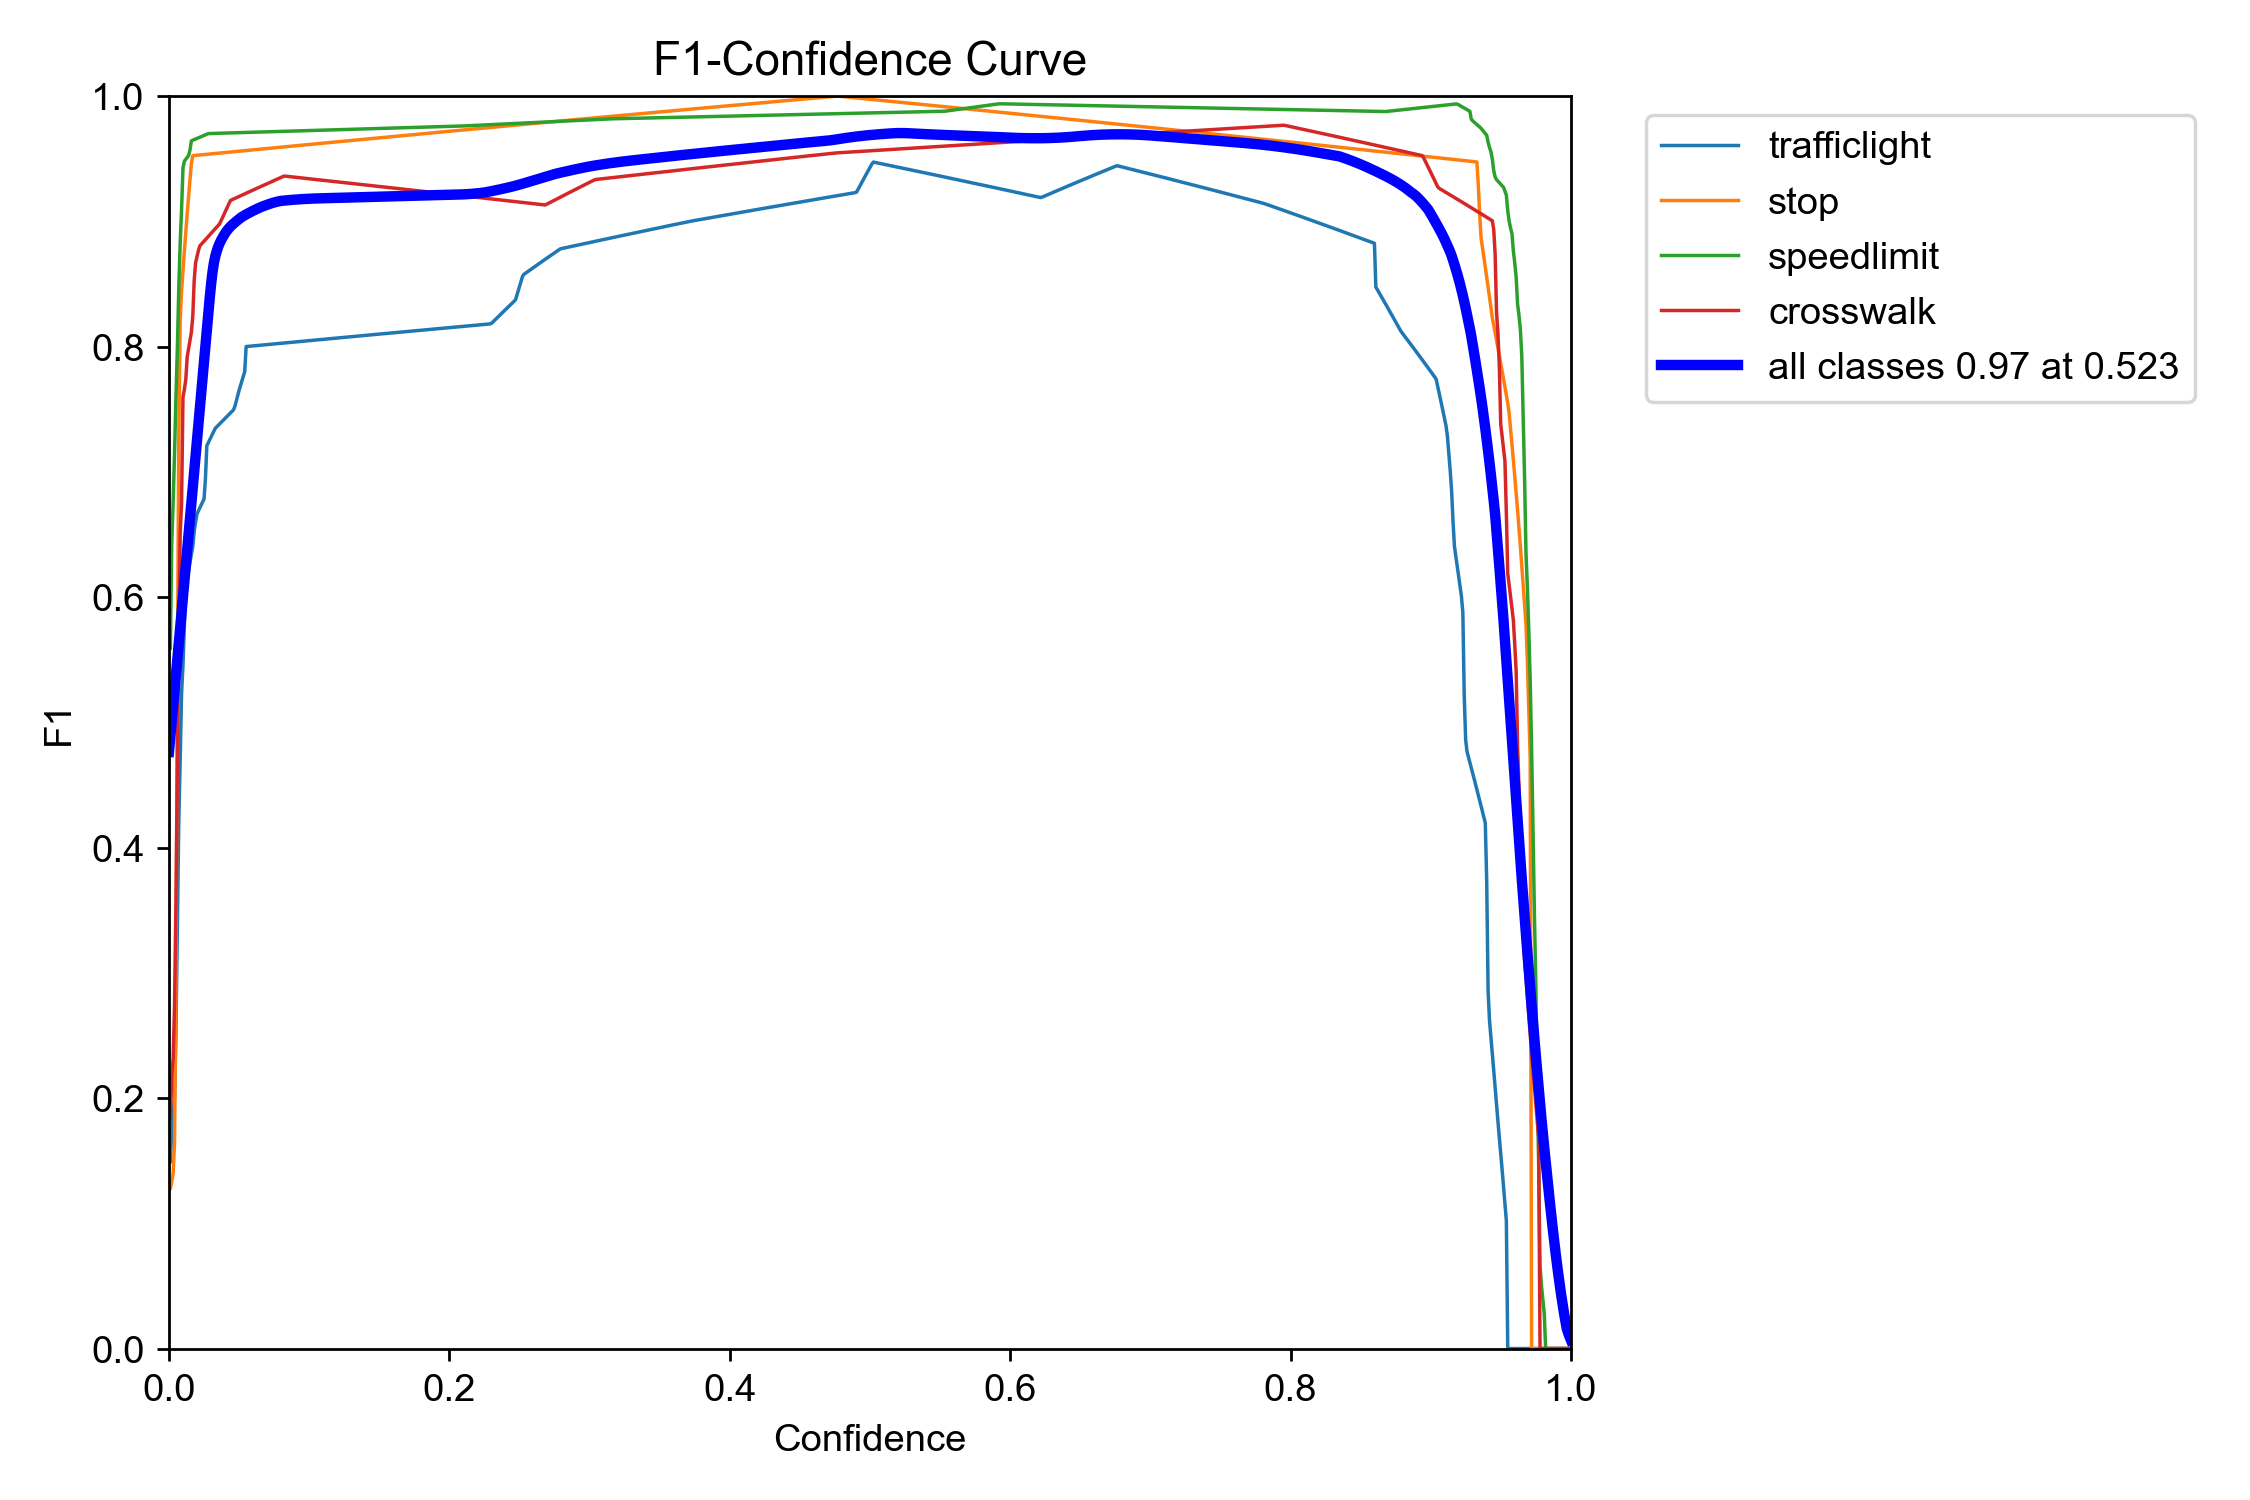 F1-Confidence Curve
1.0
0.8
0.6
0.4
0.2
0.0
F1
0.0 0.2 0.4 0.6 0.8 1.0
Confidence
trafficlight
stop
speedlimit
crosswalk
all classes 0.97 at 0.523